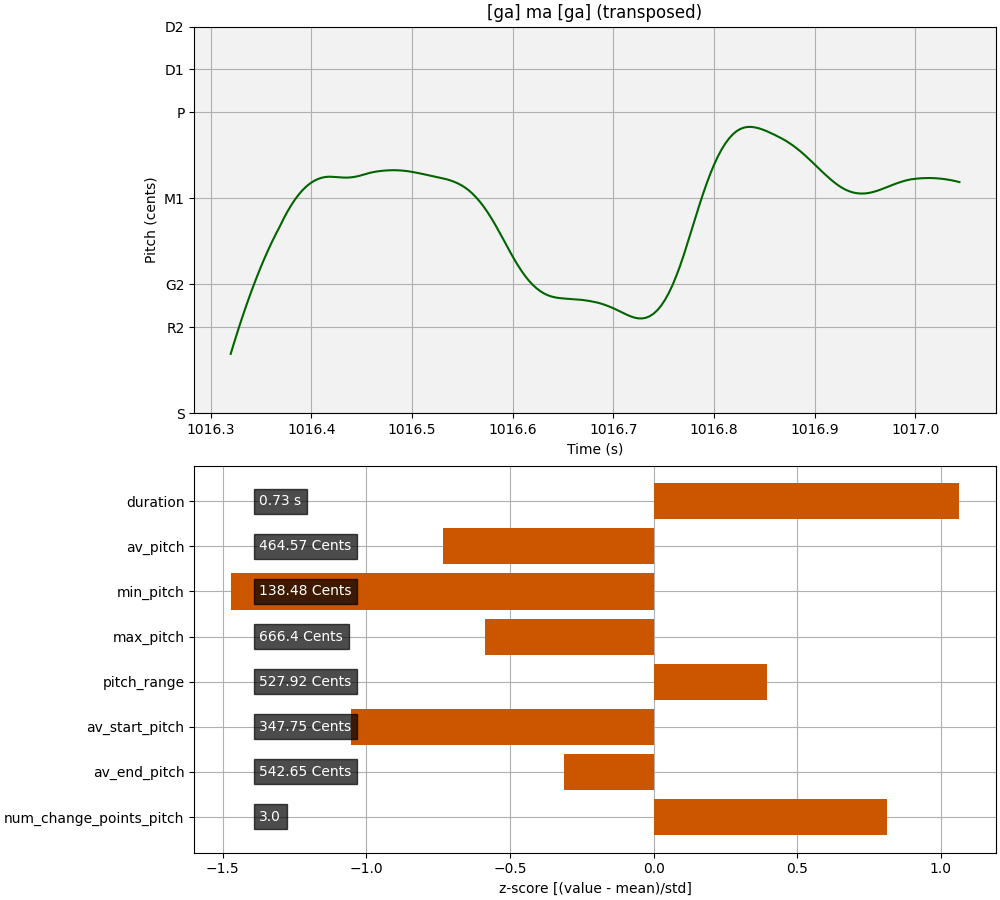 [ga] ma [ga] (transposed)
D2
D1
P
M1
G2
R2
S
Pitch (cents)
1016.3 1016.4 1016.5 1016.6 1016.7 1016.8 1016.9 1017.0
Time (s)
duration 0.73 s
av_pitch 464.57 Cents
min_pitch 138.48 Cents
max_pitch 666.4 Cents
pitch_range 527.92 Cents
av_start_pitch 347.75 Cents
av_end_pitch 542.65 Cents
num_change_points_pitch 3.0
−1.5 −1.0 −0.5 0.0 0.5 1.0
z-score [(value - mean)/std]